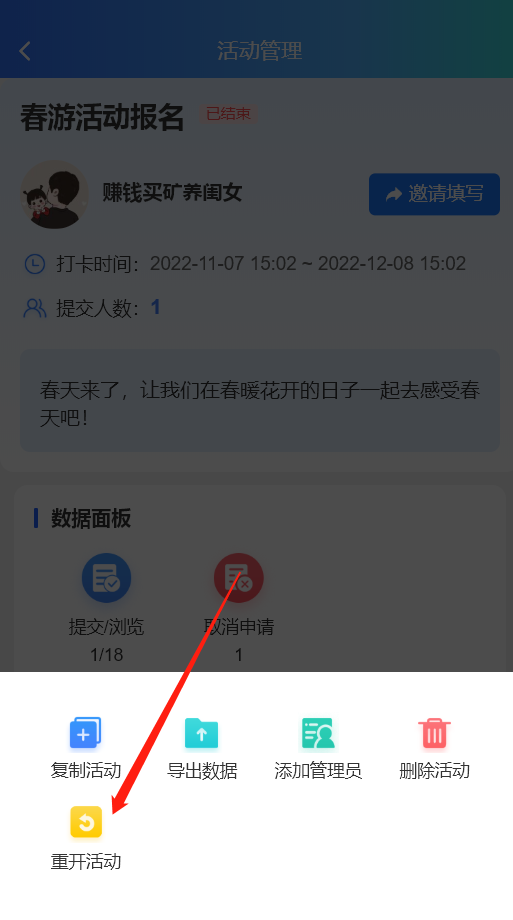 活动管理
春游活动报名 已结束
赚钱买矿养闺女
邀请填写
打卡时间: 2022-11-07 15:02 ~ 2022-12-08 15:02
提交人数: 1
春天来了，让我们在春暖花开的日子一起去感受春
天吧！
数据面板
提交/浏览 取消申请
1/18 1
复制活动 导出数据 添加管理员 删除活动
重开活动